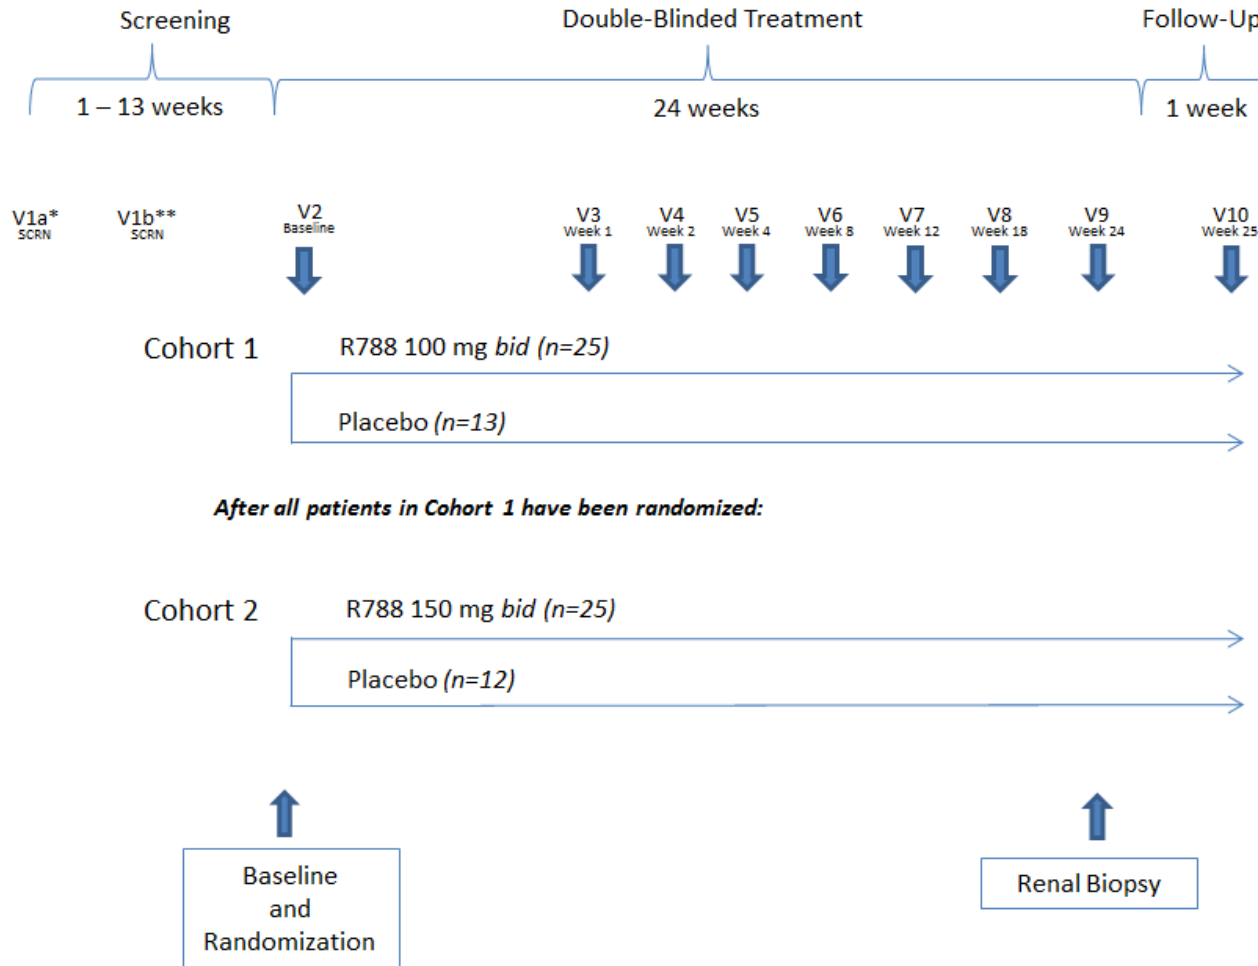 Screening
Double-Blinded Treatment
Follow-Up
1 – 13 weeks
24 weeks
1 week
V1a*
SCRN
V1b**
SCRN
V2
Baseline
V3
Week 1
V4
Week 2
V5
Week 4
V6
Week 8
V7
Week 12
V8
Week 18
V9
Week 24
V10
Week 25
Cohort 1
R788 100 mg bid (n=25)
Placebo (n=13)
After all patients in Cohort 1 have been randomized:
Cohort 2
R788 150 mg bid (n=25)
Placebo (n=12)
Baseline
and
Randomization
Renal Biopsy